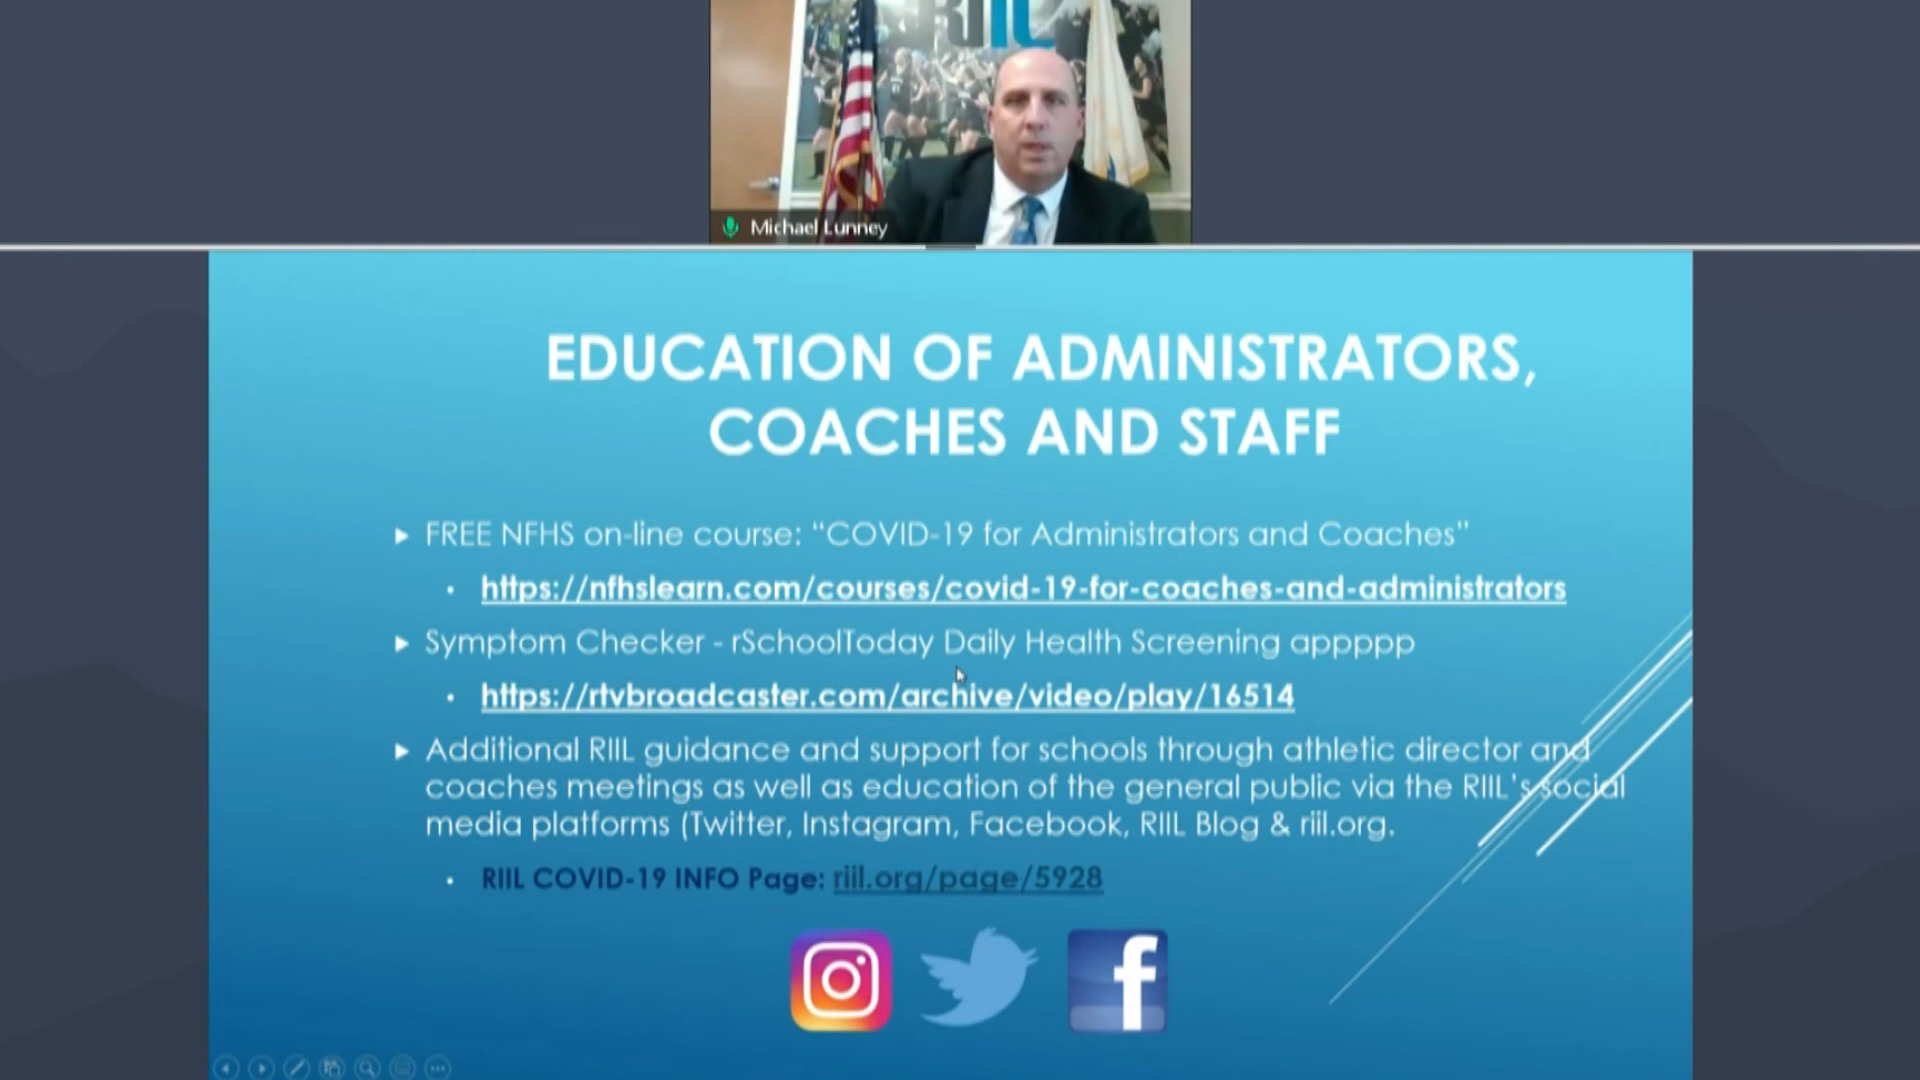 RIIL
Michael Lunney
EDUCATION OF ADMINISTRATORS,
COACHES AND STAFF
FREE NFHS on-line course: “COVID-19 for Administrators and Coaches”
https://nfhslearn.com/courses/covid-19-for-coaches-and-administrators
Symptom Checker - rSchoolToday Daily Health Screening appppp
https://rtvbroadcaster.com/archive/video/play/16514
Additional RIIL guidance and support for schools through athletic director and
coaches meetings as well as education of the general public via the RIIL’s social
media platforms (Twitter, Instagram, Facebook, RIIL Blog & riil.org.
RIIL COVID-19 INFO Page: riil.org/page/5928